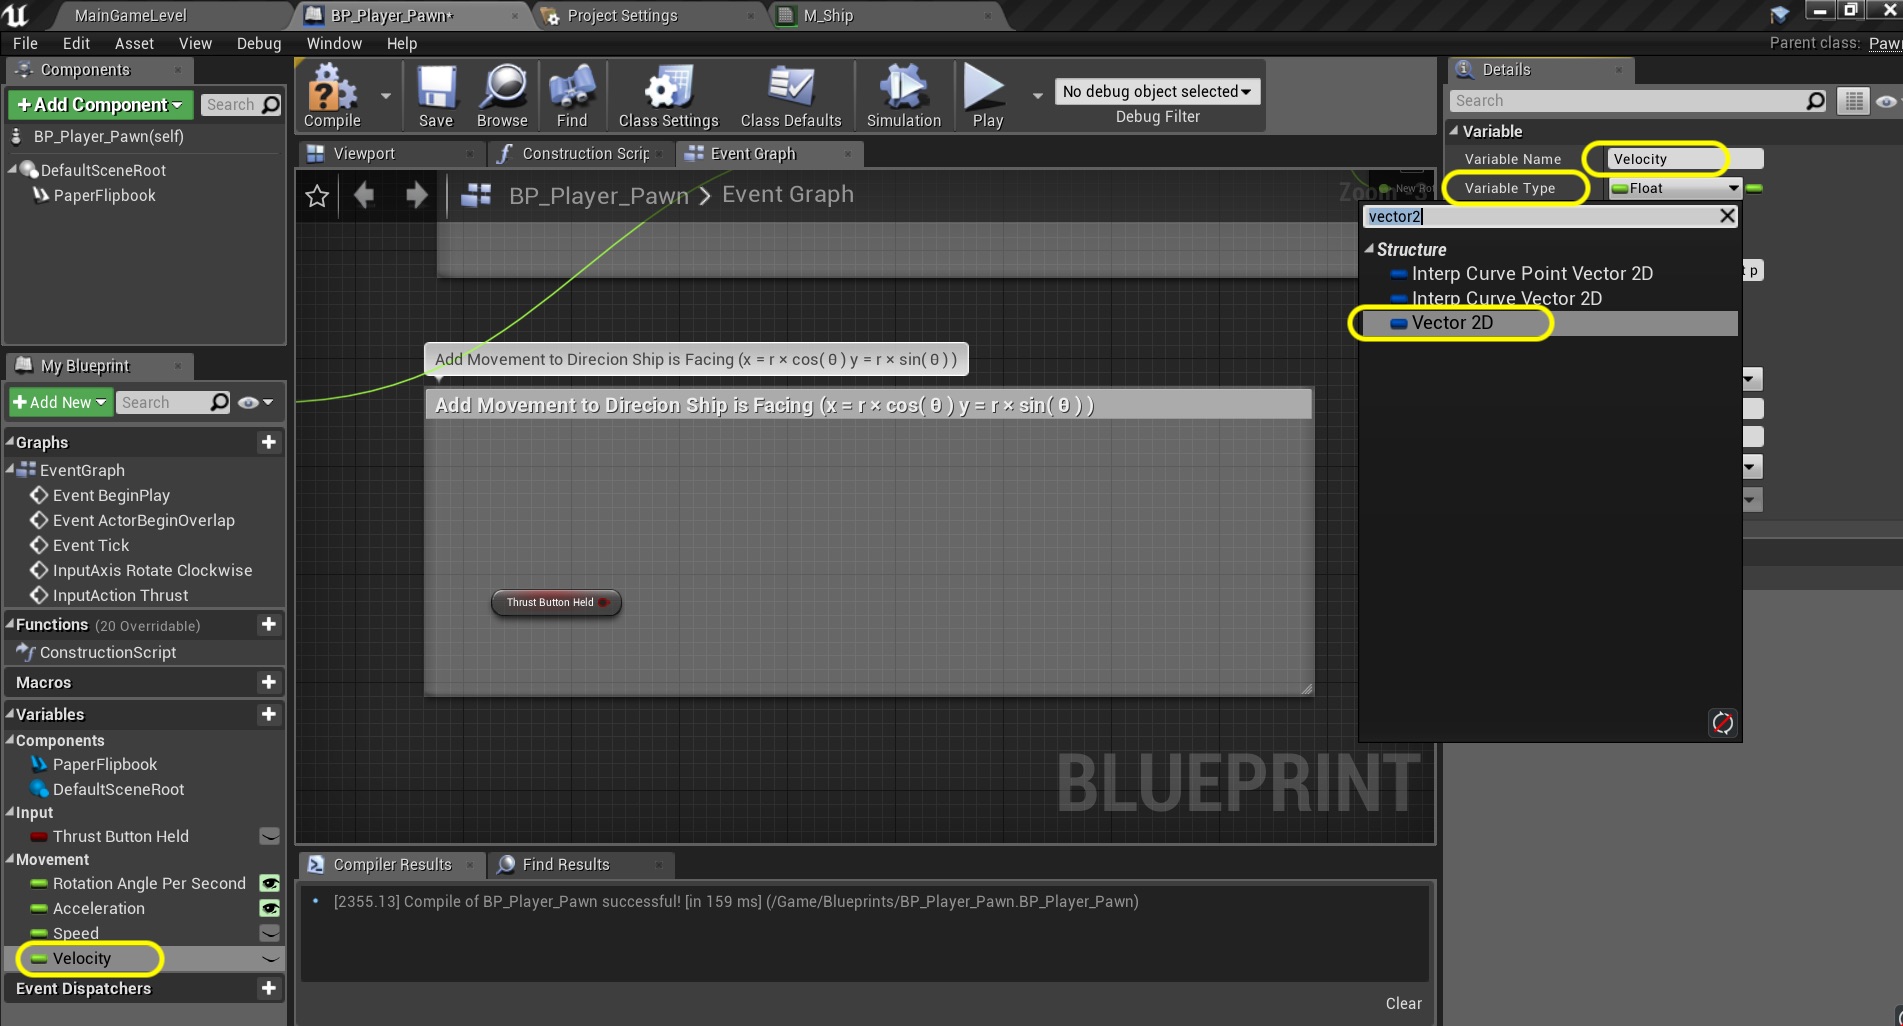 MainGameLevel
BP_Player_Pawn*
Project Settings
M_Ship
File Edit Asset View Debug Window Help
Parent class: Pawn
Components
+Add Component
Search
BP_Player_Pawn(self)
DefaultSceneRoot
PaperFlipbook
My Blueprint
+Add New
Search
Graphs
EventGraph
Event BeginPlay
Event ActorBeginOverlap
Event Tick
InputAxis Rotate Clockwise
InputAction Thrust
Functions (20 Overridable)
ConstructionScript
Macros
Variables
Components
PaperFlipbook
DefaultSceneRoot
Input
Thrust Button Held
Movement
Rotation Angle Per Second
Acceleration
Speed
Velocity
Event Dispatchers
Compile
Save
Browse
Find
Class Settings
Class Defaults
Simulation
Play
No debug object selected
Debug Filter
Viewport
Construction Scrip
Event Graph
BP_Player_Pawn > Event Graph
Add Movement to Direcion Ship is Facing (x = r × cos( θ ) y = r × sin( θ ) )
Add Movement to Direcion Ship is Facing (x = r × cos( θ ) y = r × sin( θ ) )
Thrust Button Held
BLUEPRINT
Compiler Results
Find Results
[2355.13] Compile of BP_Player_Pawn successful! [in 159 ms] (/Game/Blueprints/BP_Player_Pawn.BP_Player_Pawn)
Clear
Details
Search
Variable
Variable Name
Velocity
Variable Type
Float
vector2
Structure
Interp Curve Point Vector 2D
Interp Curve Vector 2D
Vector 2D